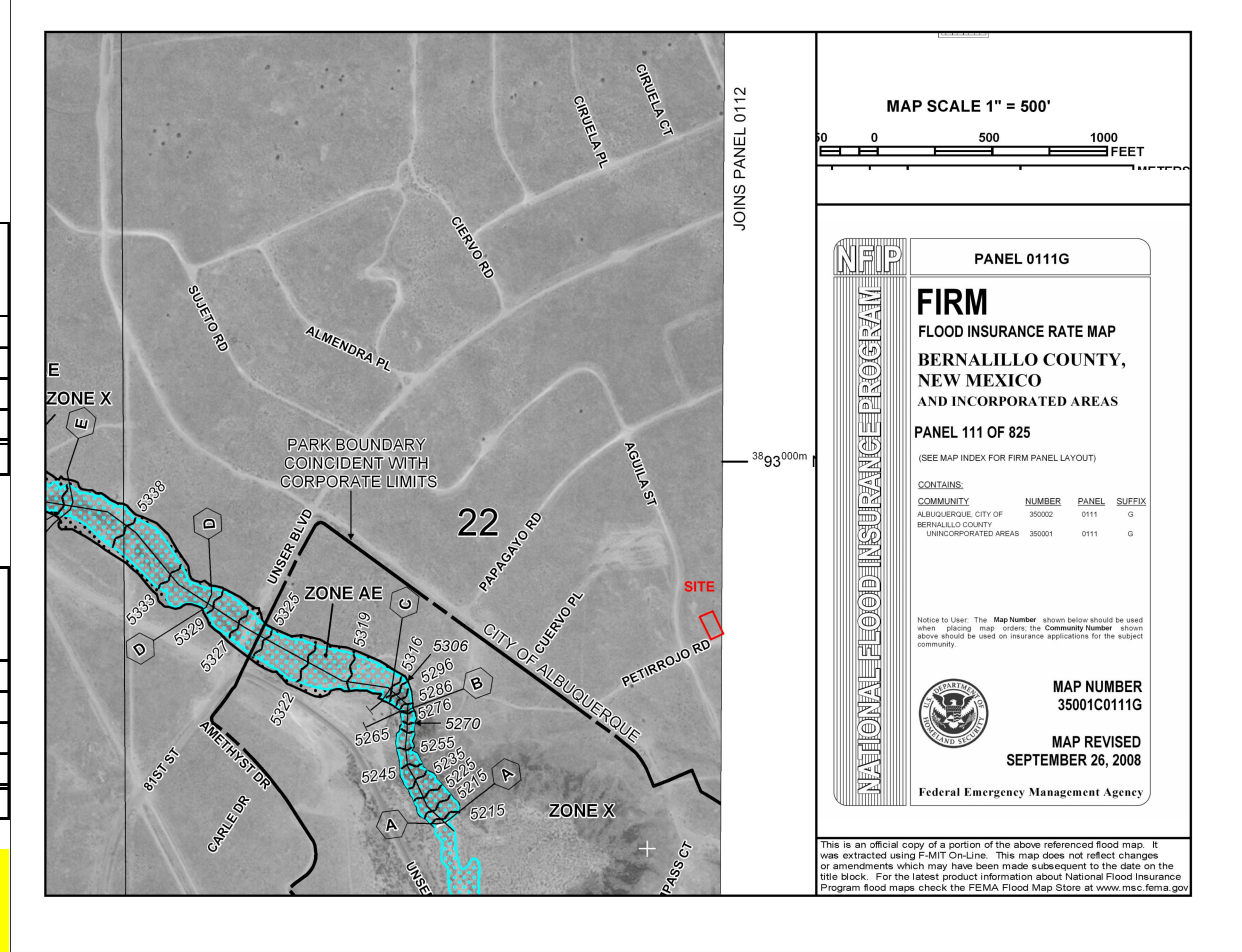 CIRUELA CT
CIRUELA PL
JOINS PANEL 0112
CIERVO RD
SUJETO RD
ALMENDRA PL
E
ZONE X
E
PARK BOUNDARY
COINCIDENT WITH
CORPORATE LIMITS
AGUILA ST
3893000m N
5338
D
UNSER BLVD
22
PAPAGAYO RD
SITE
ZONE AE
5333
5329
5327
5325
5319
C
5316
CUERVO PL
CITY OF ALBUQUERQUE
D
5306
5296
5286
B
5276
5270
PETIRROJO RD
5322
5265
5255
5245
5235
5225
5215
A
5215
81ST ST
AMETHYST DR
CARLE DR
A
ZONE X
UNSE
PASS CT
MAP SCALE 1" = 500'
50 0 500 1000
FEET
METERS
NFIP
NATIONAL FLOOD INSURANCE PROGRAM
PANEL 0111G
FIRM
FLOOD INSURANCE RATE MAP
BERNALILLO COUNTY,
NEW MEXICO
AND INCORPORATED AREAS
PANEL 111 OF 825
(SEE MAP INDEX FOR FIRM PANEL LAYOUT)
CONTAINS:
COMMUNITY NUMBER PANEL SUFFIX
ALBUQUERQUE, CITY OF 350002 0111 G
BERNALILLO COUNTY
UNINCORPORATED AREAS 350001 0111 G
Notice to User: The Map Number shown below should be used
when placing map orders; the Community Number shown
above should be used on insurance applications for the subject
community.
U.S. DEPARTMENT OF HOMELAND SECURITY
MAP NUMBER
35001C0111G
MAP REVISED
SEPTEMBER 26, 2008
Federal Emergency Management Agency
This is an official copy of a portion of the above referenced flood map. It
was extracted using F-MIT On-Line. This map does not reflect changes
or amendments which may have been made subsequent to the date on the
title block. For the latest product information about National Flood Insurance
Program flood maps check the FEMA Flood Map Store at www.msc.fema.gov